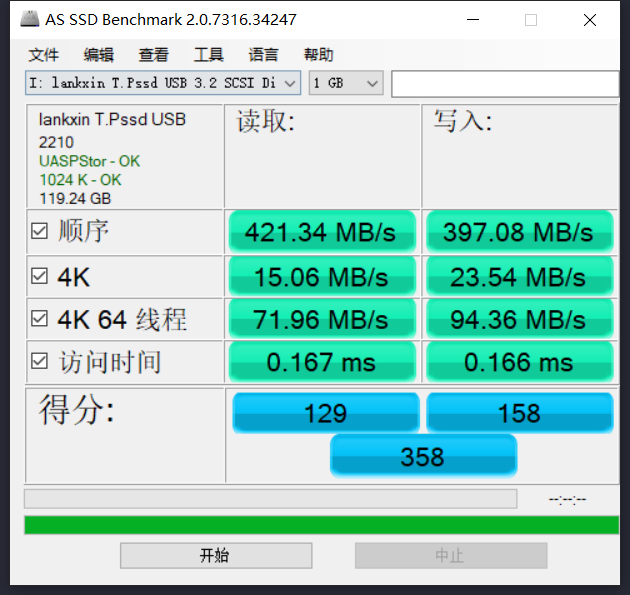 AS SSD Benchmark 2.0.7316.34247
文件 编辑 查看 工具 语言 帮助
I: lankxin T.Pssd USB 3.2 SCSI Di 1 GB
lankxin T.Pssd USB
2210
UASPStor - OK
1024 K - OK
119.24 GB
读取:
写入:
顺序 421.34 MB/s 397.08 MB/s
4K 15.06 MB/s 23.54 MB/s
4K 64 线程 71.96 MB/s 94.36 MB/s
访问时间 0.167 ms 0.166 ms
得分: 129 158
358
--:--:--
开始 中止